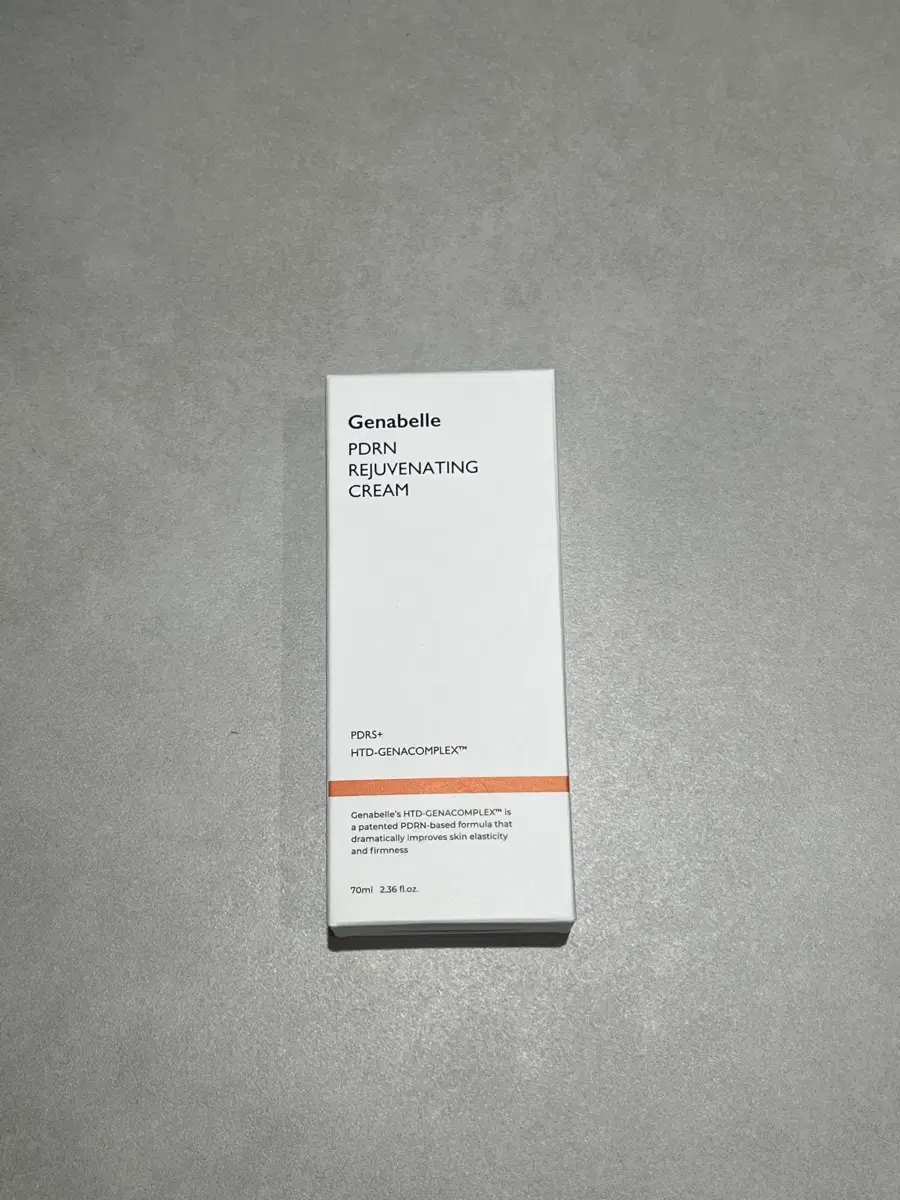 Genabelle
PDRN
REJUVENATING
CREAM
PDRS+
HTD-GENACOMPLEX™
Genabelle's HTD-GENACOMPLEX™ is
a patented PDRN-based formula that
dramatically improves skin elasticity
and firmness
70ml 2.36 fl.oz.